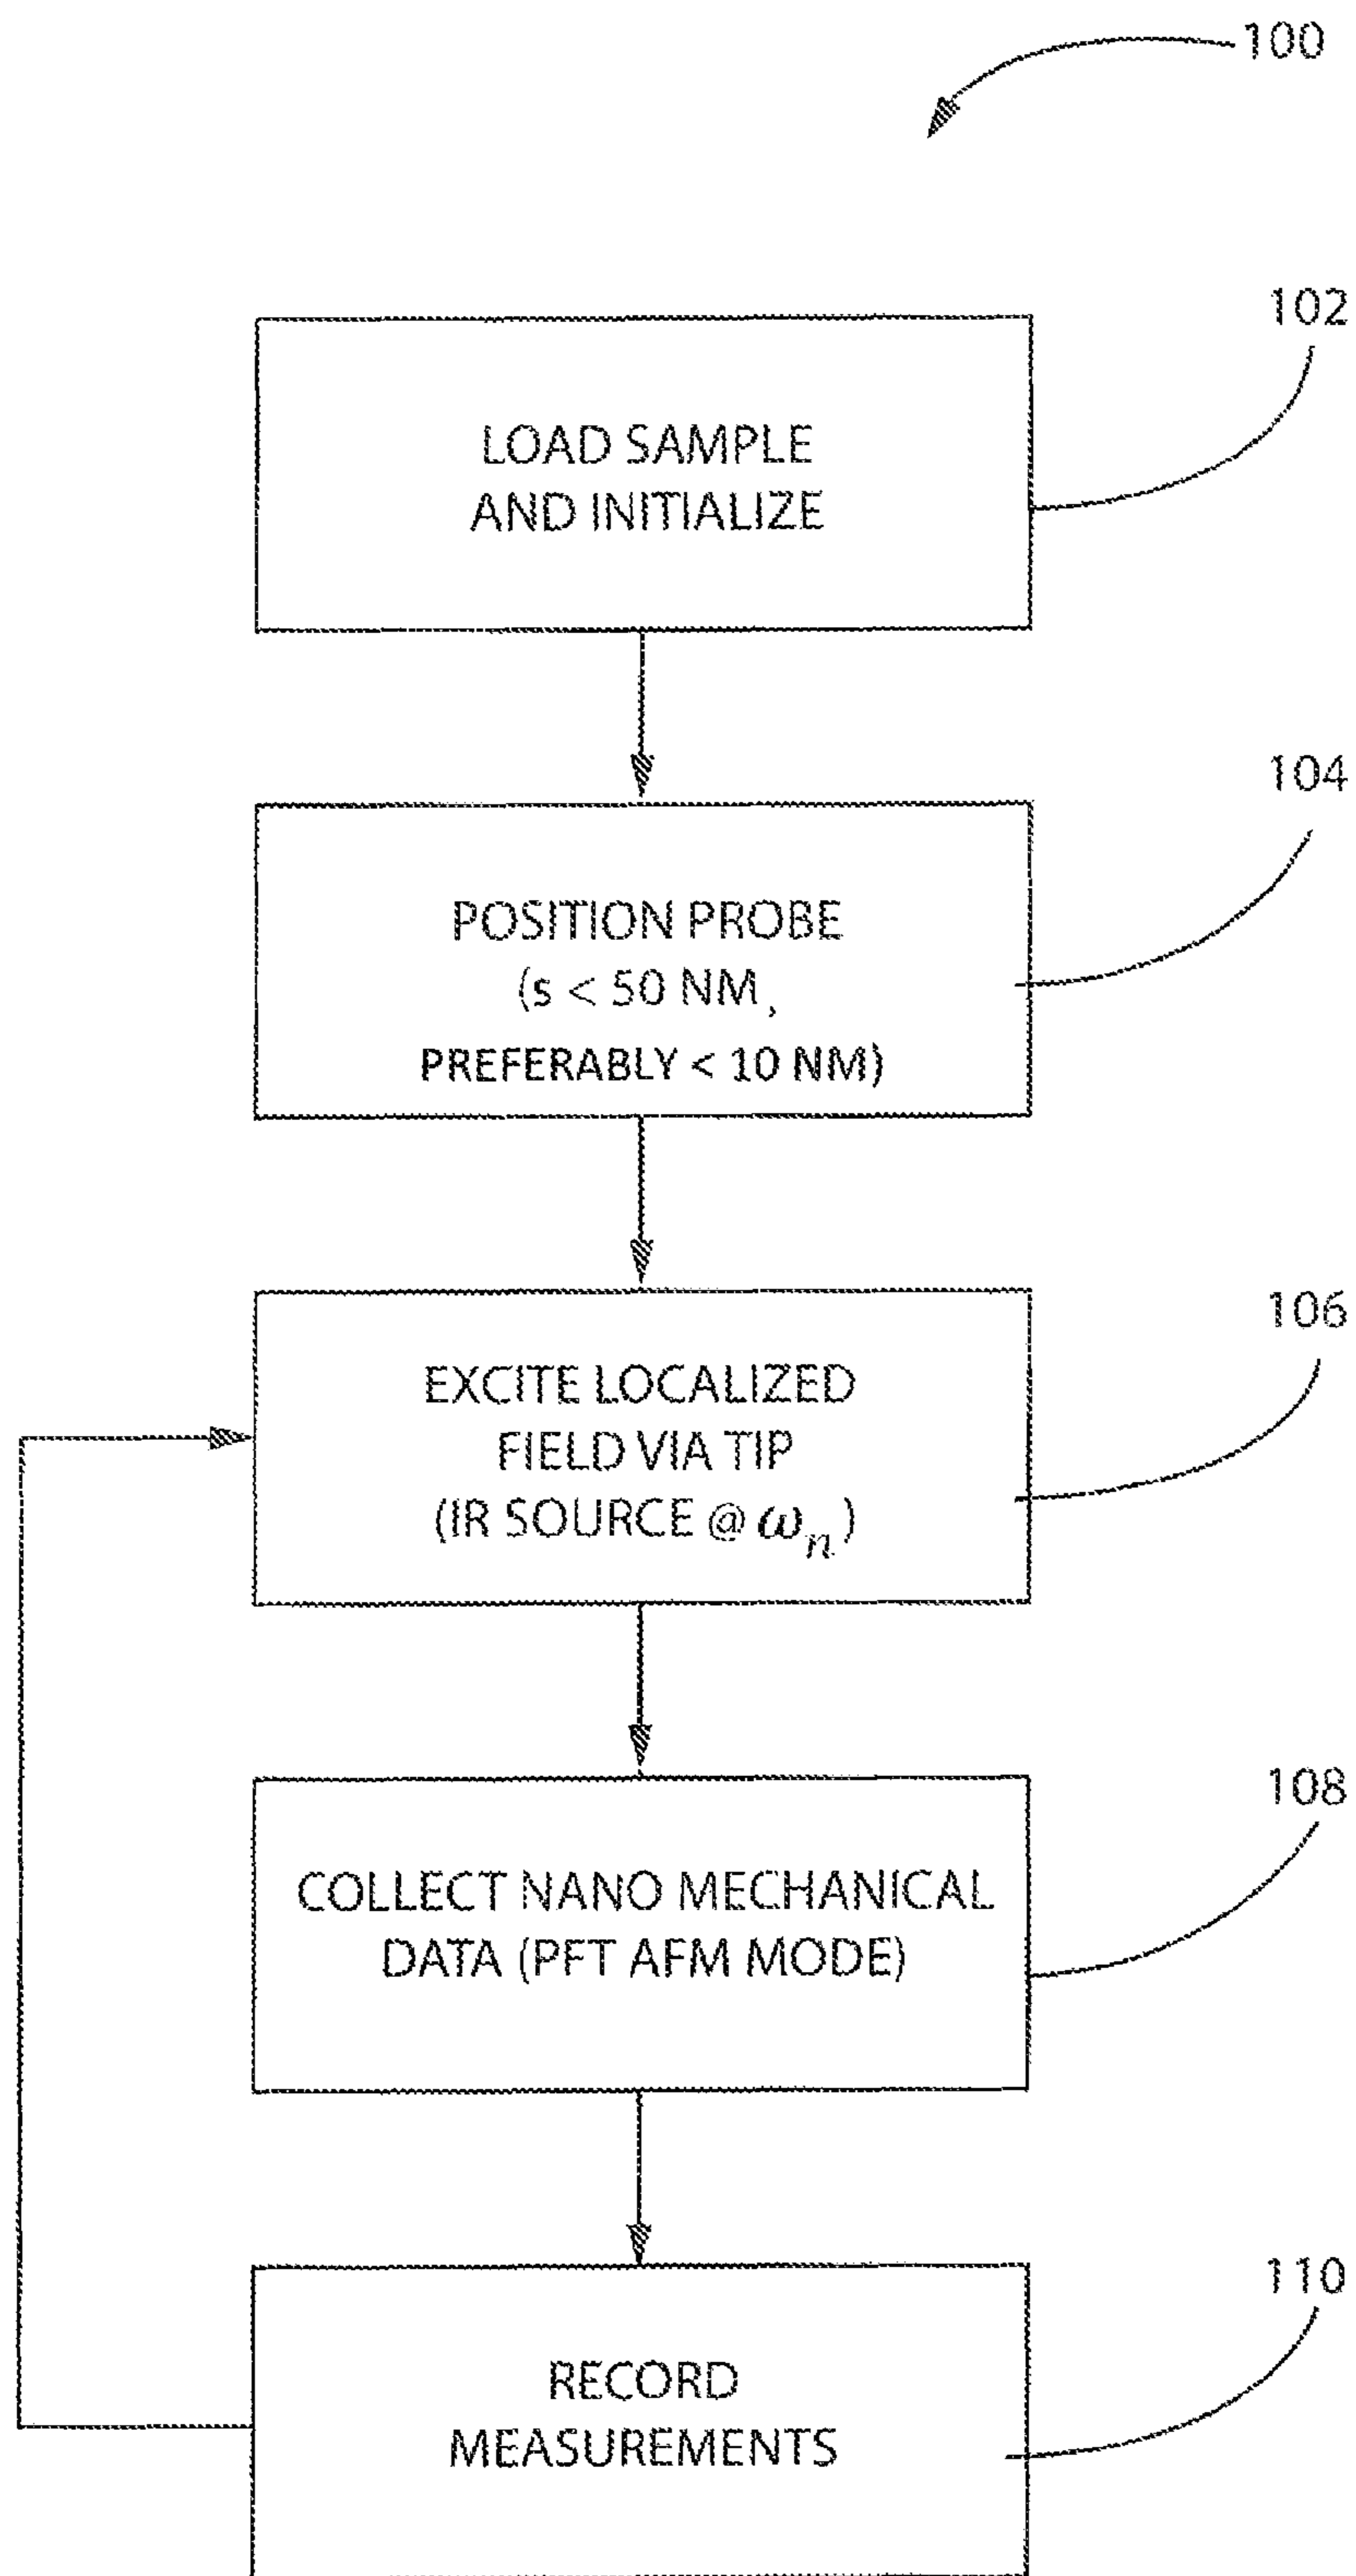 100
102
LOAD SAMPLE
AND INITIALIZE
104
POSITION PROBE
(s < 50 NM,
PREFERABLY < 10 NM)
106
EXCITE LOCALIZED
FIELD VIA TIP
(IR SOURCE @ ωn)
108
COLLECT NANO MECHANICAL
DATA (PFT AFM MODE)
110
RECORD
MEASUREMENTS